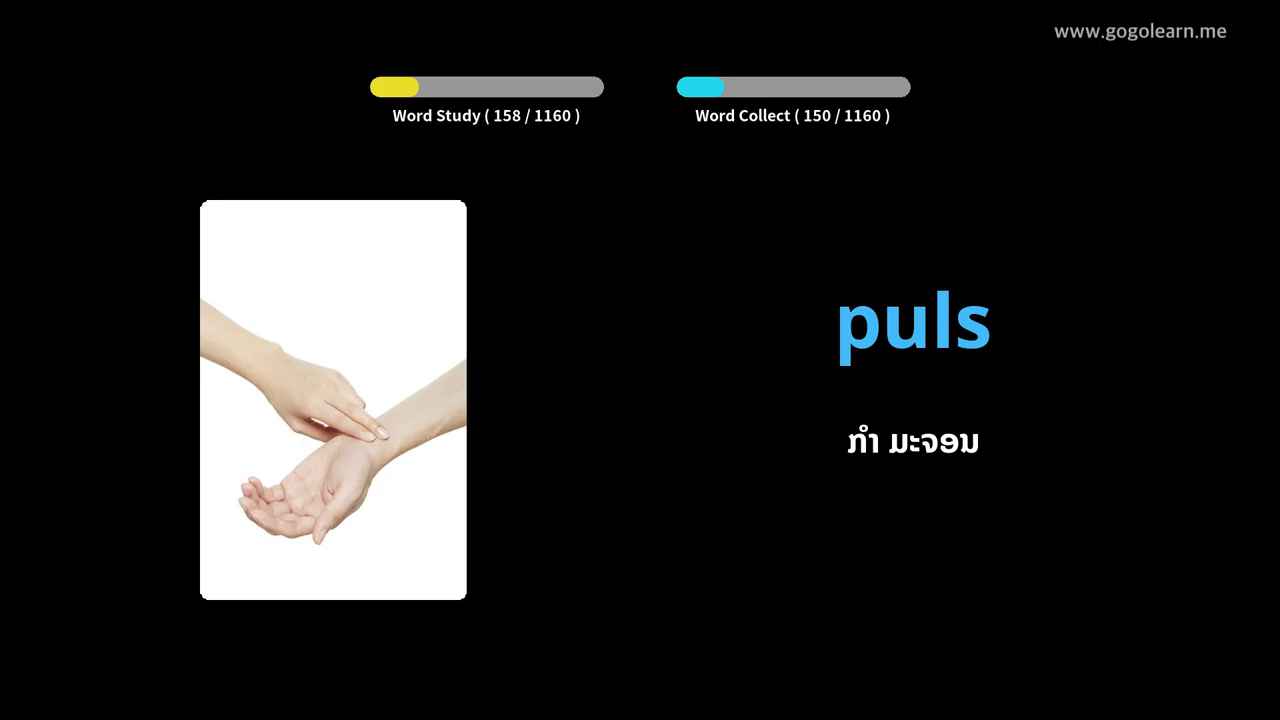 www.gogolearn.me
Word Study ( 158 / 1160 )
Word Collect ( 150 / 1160 )
puls
ກຳ ມະຈອນ